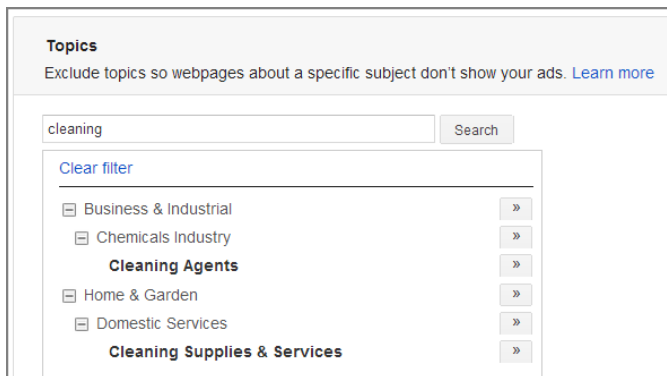 Topics
Exclude topics so webpages about a specific subject don't show your ads. Learn more
cleaning Search
Clear filter
Business & Industrial »
Chemicals Industry »
Cleaning Agents »
Home & Garden »
Domestic Services »
Cleaning Supplies & Services »